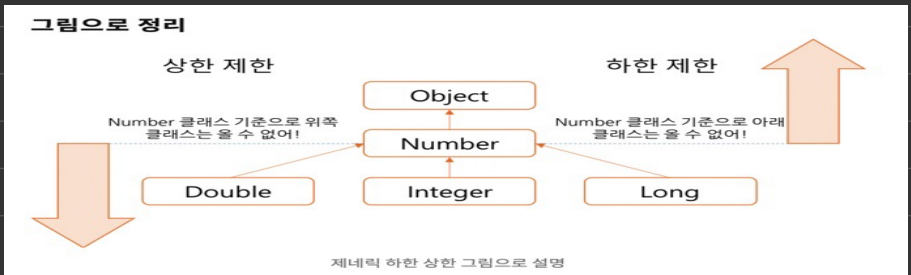 그림으로 정리
상한 제한
하한 제한
Object
Number 클래스 기준으로 위쪽
클래스는 올 수 없어!
Number 클래스 기준으로 아래
클래스는 올 수 없어!
Number
Double
Integer
Long
제네릭 하한 상한 그림으로 설명